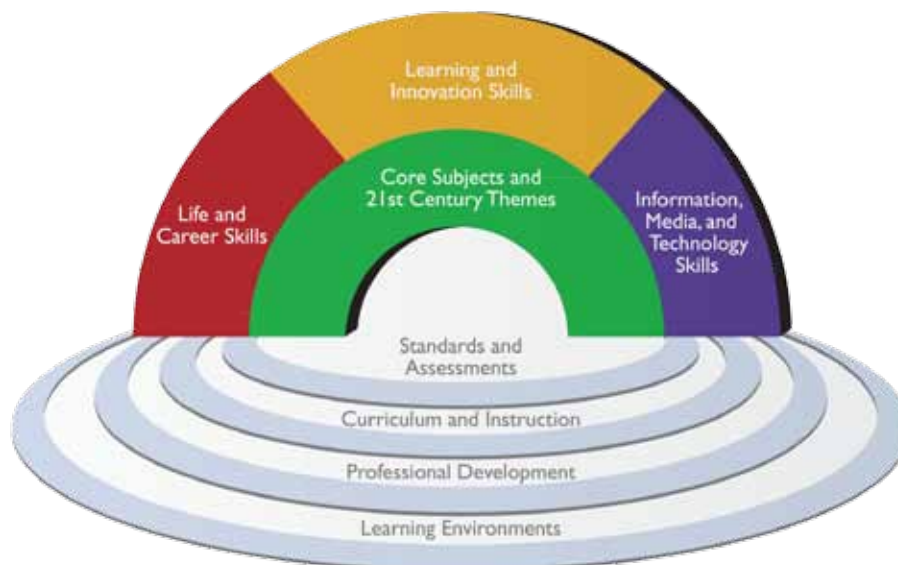 Learning and
Innovation Skills
Core Subjects and
21st Century Themes
Life and
Career Skills
Information,
Media, and
Technology
Skills
Standards and
Assessments
Curriculum and Instruction
Professional Development
Learning Environments